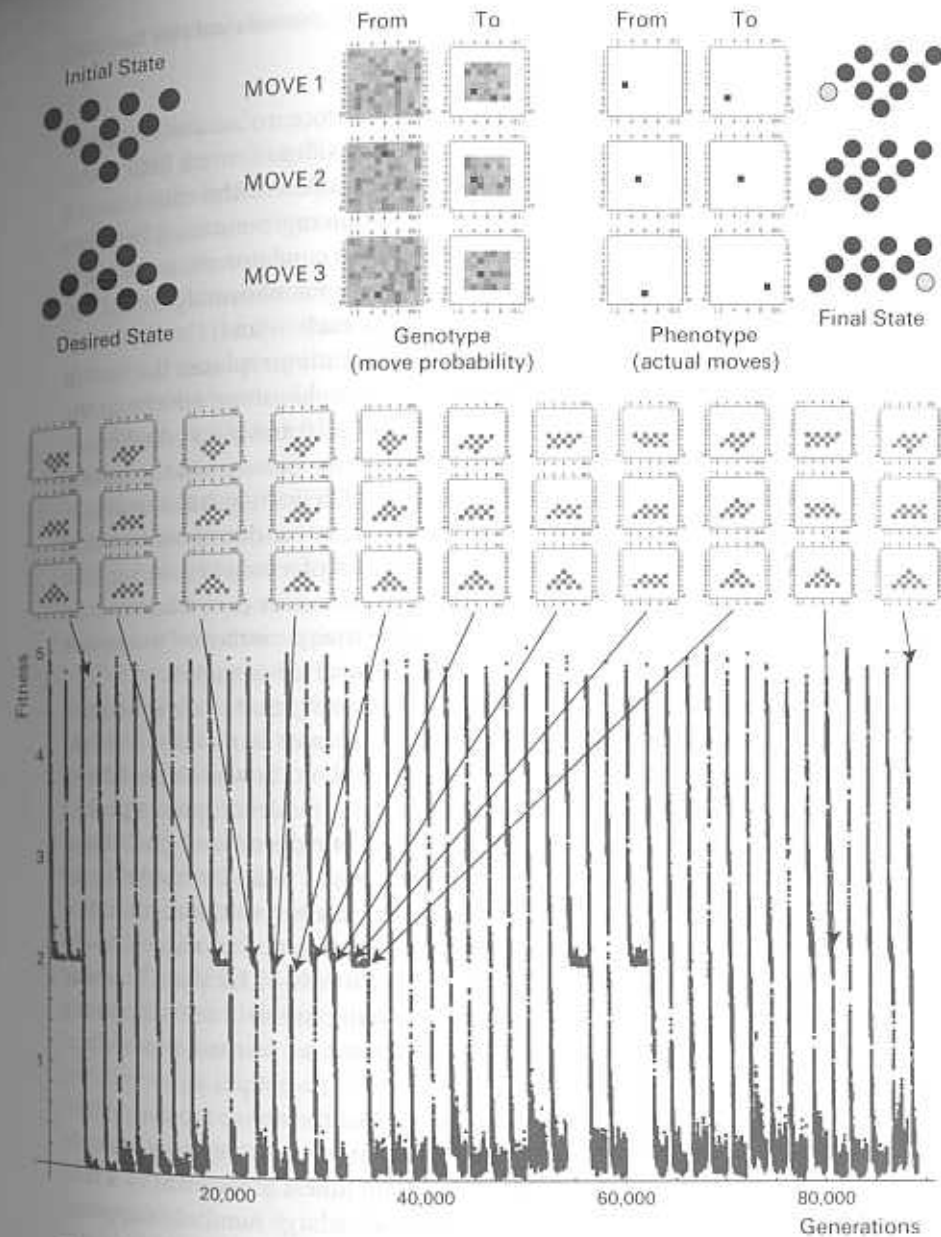 From To From To
Initial State
MOVE 1
MOVE 2
MOVE 3
Desired State
Genotype
(move probability)
Phenotype
(actual moves)
Final State
Fitness
5
4
3
2
1
20,000 40,000 60,000 80,000
Generations